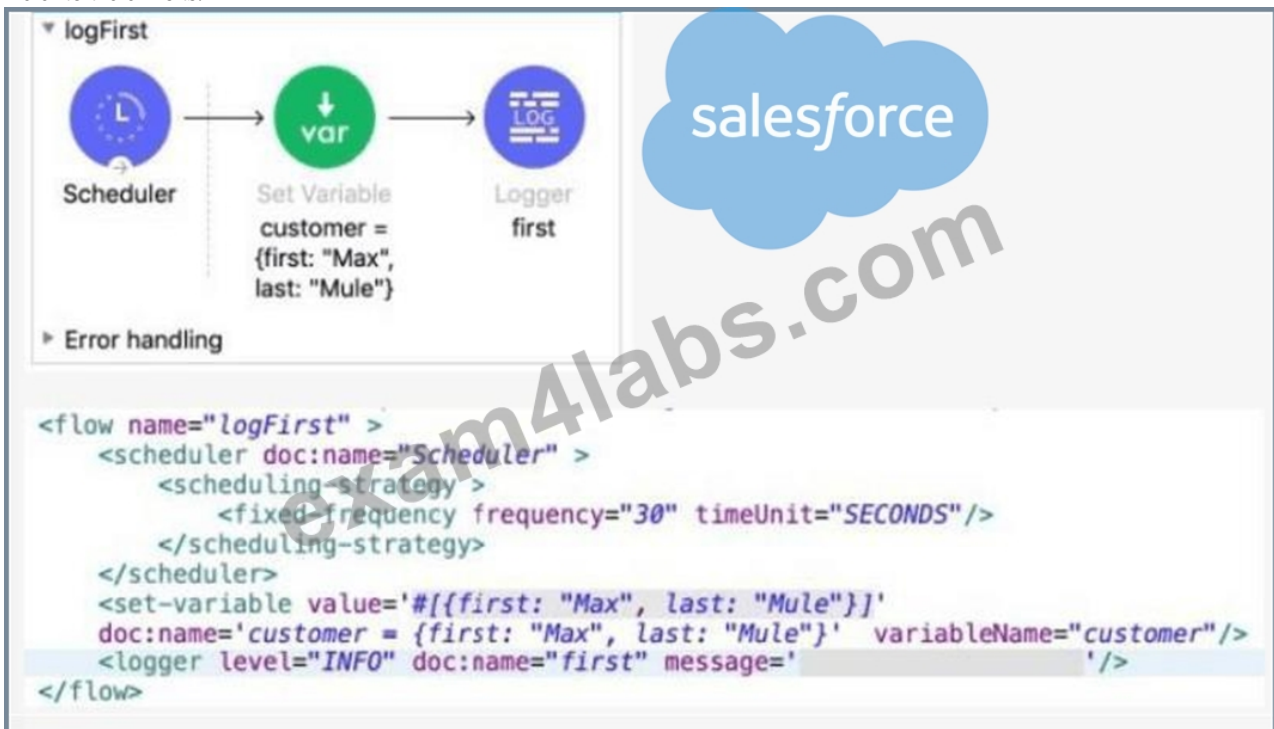 logFirst
salesforce
Scheduler
Set Variable
Logger
customer =
first
{first: "Max",
last: "Mule"}
Error handling
exam4labs.com
<flow name="logFirst" >
<scheduler doc:name="Scheduler" >
<scheduling-strategy >
<fixed-frequency frequency="30" timeUnit="SECONDS"/>
</scheduling-strategy>
</scheduler>
<set-variable value='#[{first: "Max", last: "Mule"}]'
doc:name='customer = {first: "Max", last: "Mule"}' variableName="customer"/>
<logger level="INFO" doc:name="first" message=' '/>
</flow>